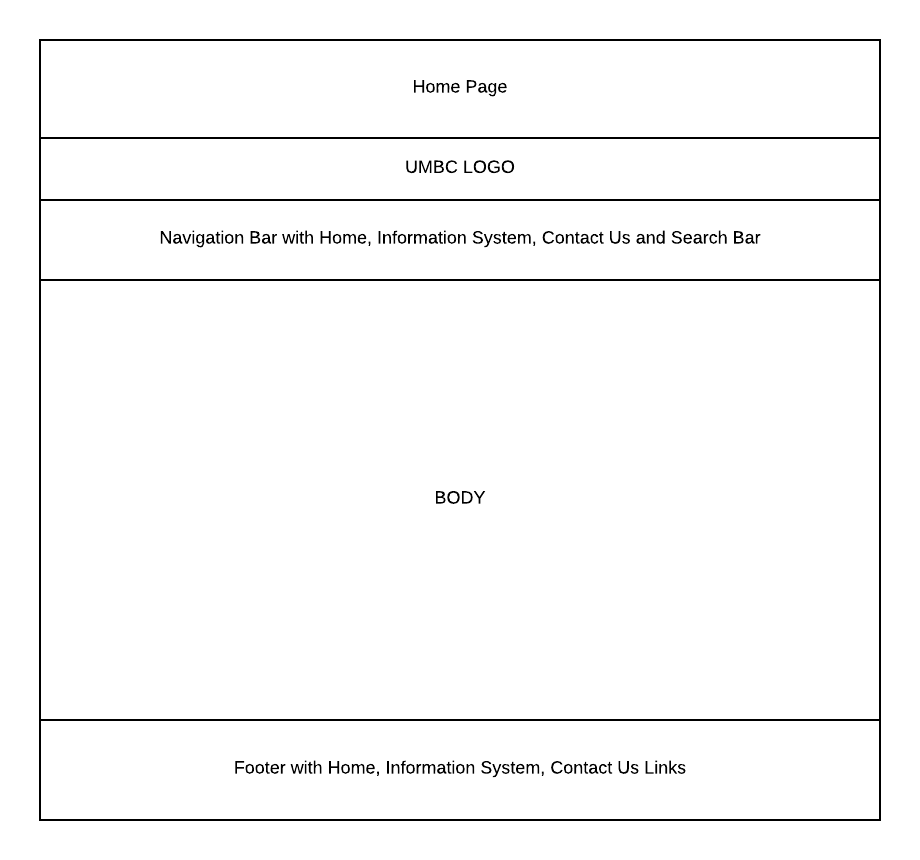 Home Page
UMBC LOGO
Navigation Bar with Home, Information System, Contact Us and Search Bar
BODY
Footer with Home, Information System, Contact Us Links